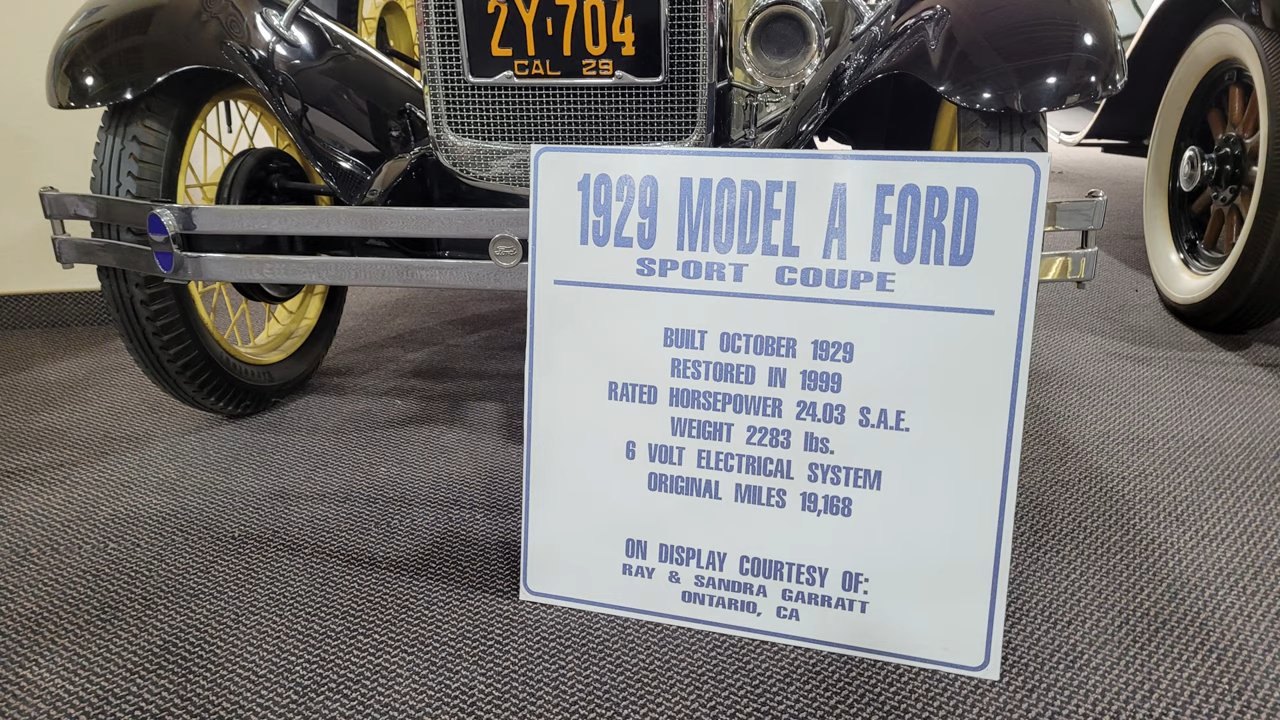 2Y·704
CAL 29
1929 MODEL A FORD
SPORT COUPE
BUILT OCTOBER 1929
RESTORED IN 1999
RATED HORSEPOWER 24.03 S.A.E.
WEIGHT 2283 lbs.
6 VOLT ELECTRICAL SYSTEM
ORIGINAL MILES 19,168
ON DISPLAY COURTESY OF:
RAY & SANDRA GARRATT
ONTARIO, CA